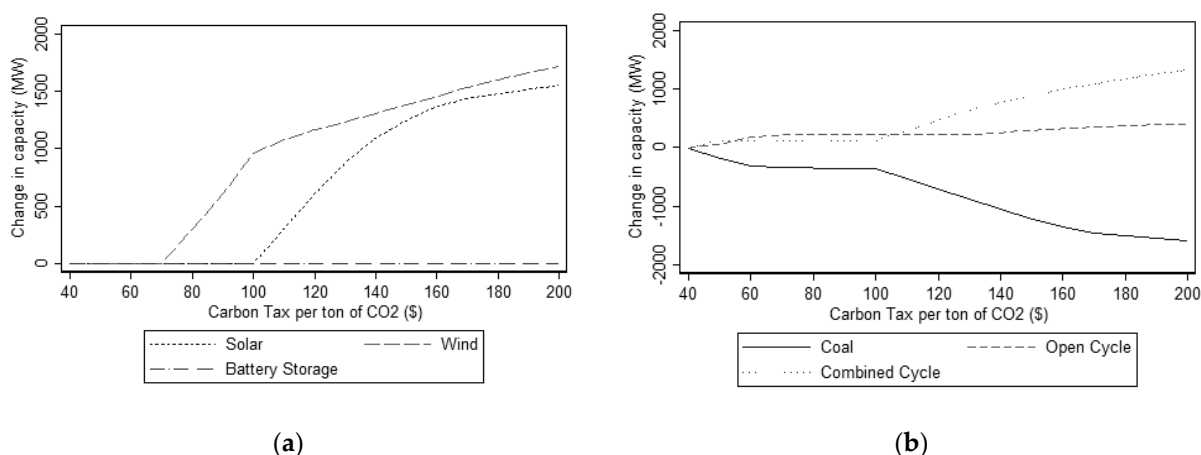 Change in capacity (MW)
2000
1500
1000
500
0
40 60 80 100 120 140 160 180 200
Carbon Tax per ton of CO2 ($)
Solar Wind
Battery Storage
(a)
Change in capacity (MW)
2000
1000
0
-1000
-2000
40 60 80 100 120 140 160 180 200
Carbon Tax per ton of CO2 ($)
Coal Open Cycle
Combined Cycle
(b)